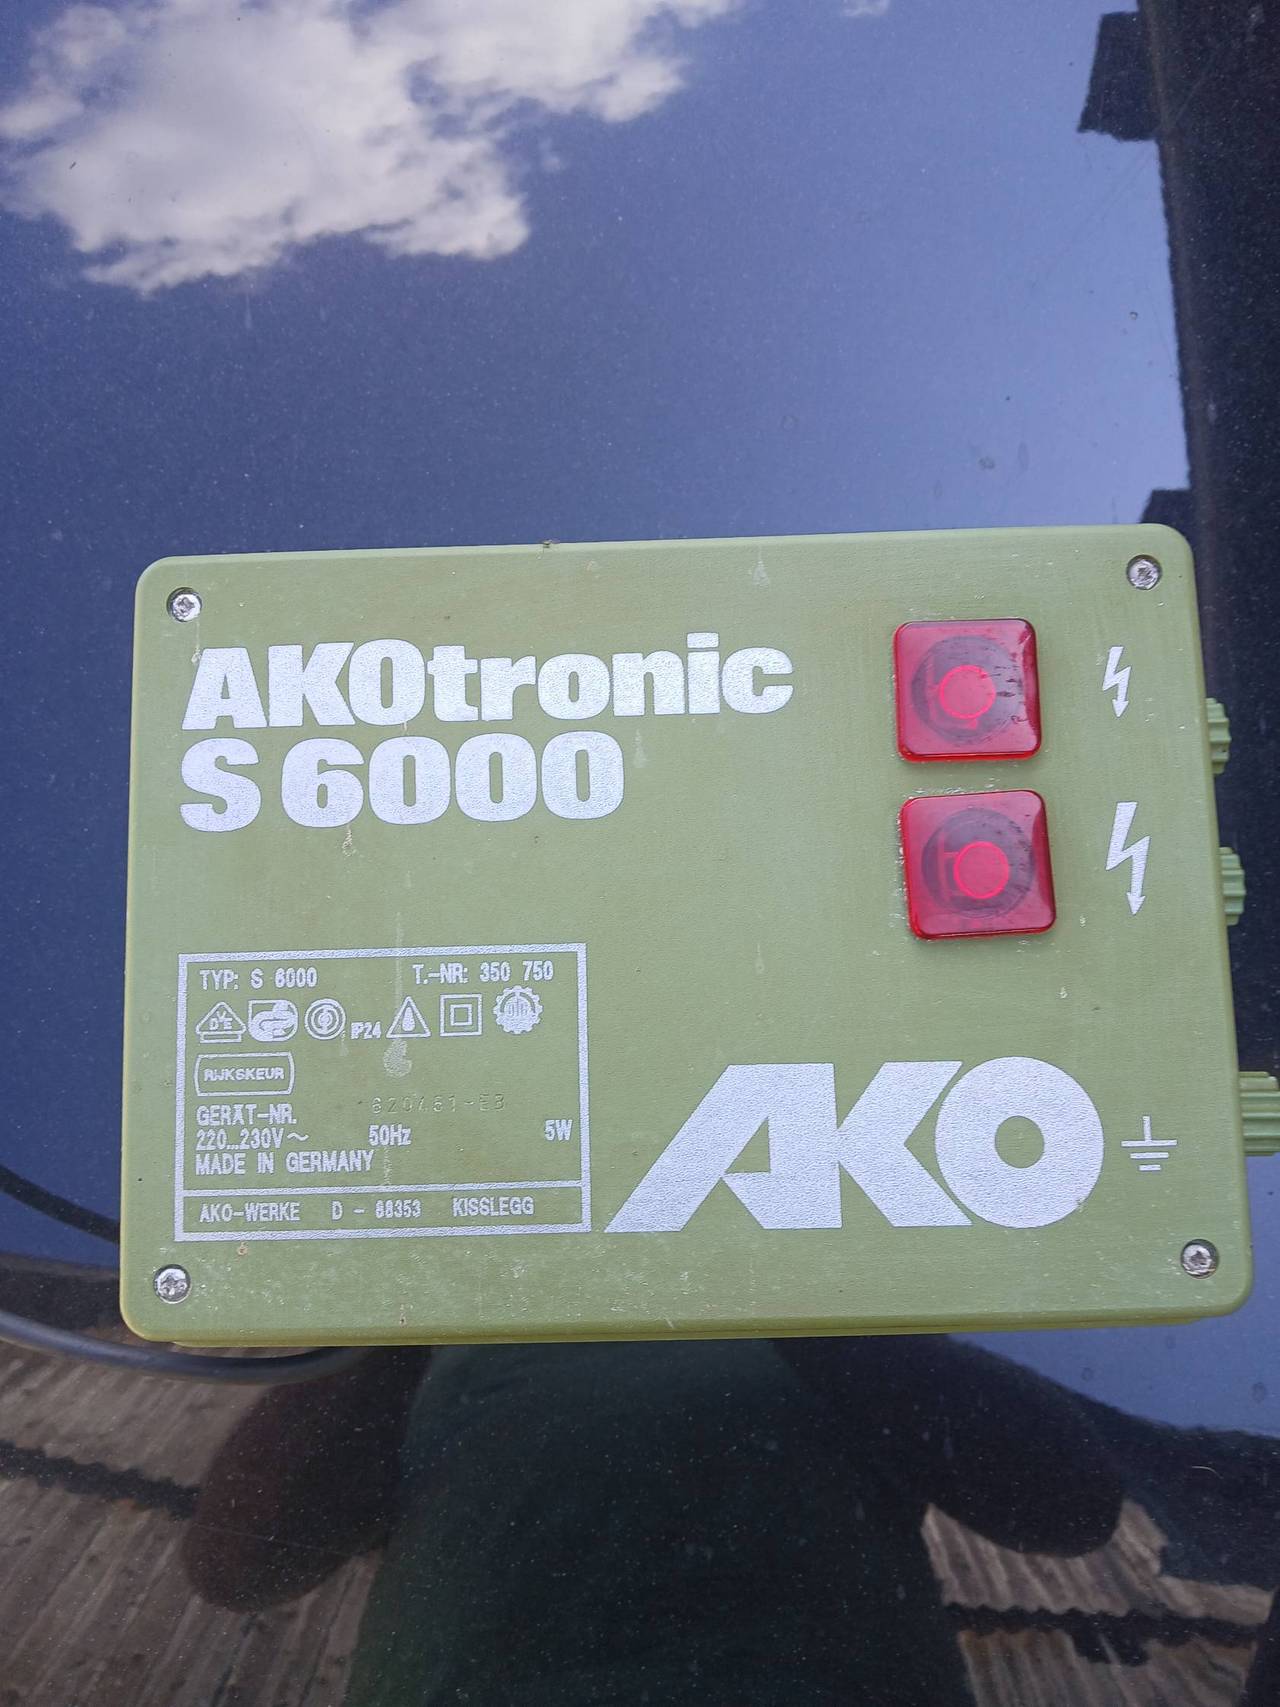 AKOtronic
S 6000
TYP: S 6000 T.-NR: 350 750
VDE IP24
RIJKSKEUR
GERÄT-NR.
220...230V~ 50Hz 5W
MADE IN GERMANY
AKO-WERKE D - 88353 KISSLEGG
AKO